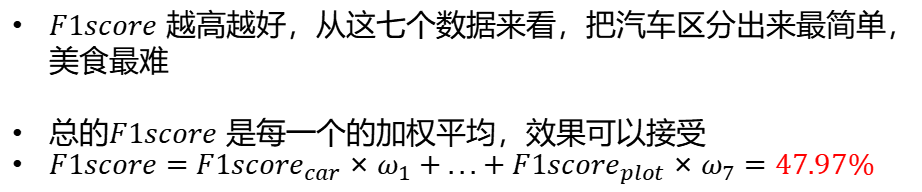 • F1score 越高越好，从这七个数据来看，把汽车区分出来最简单，
美食最难
• 总的F1score 是每一个的加权平均，效果可以接受
• F1score = F1score_car × ω₁ + … + F1score_plot × ω₇ = 47.97%